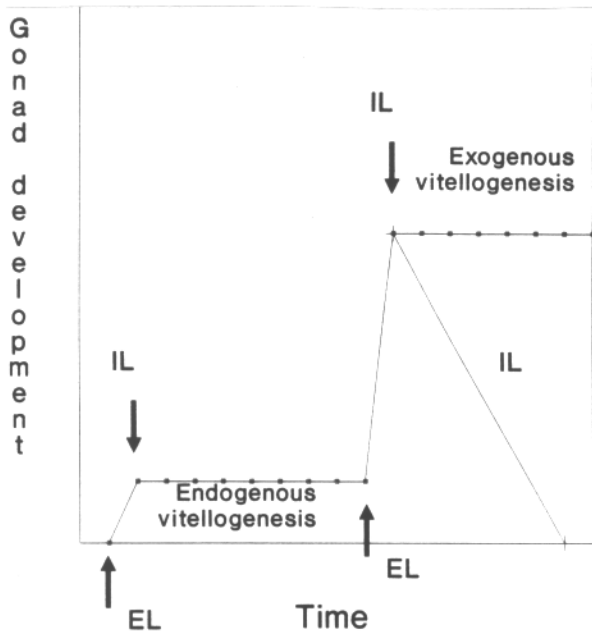 Gonad development
IL
Exogenous
vitellogenesis
IL
IL
Endogenous
vitellogenesis
EL
EL
Time